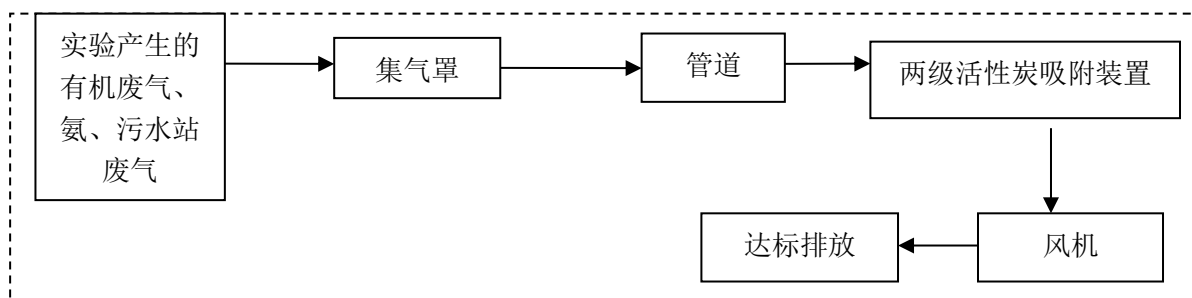 实验产生的
有机废气、
氨、污水站
废气
集气罩
管道
两级活性炭吸附装置
达标排放
风机